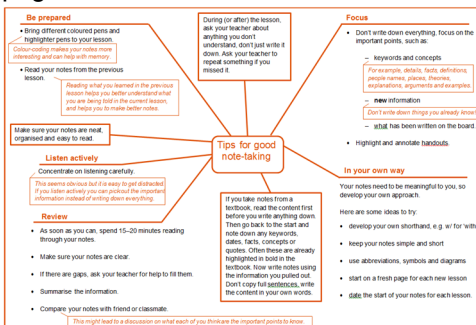 Be prepared
• Bring different coloured pens and
highlighter pens to your lesson.
Colour-coding makes your notes more
interesting and can help with memory.
• Read your notes from the previous
lesson.
Reading what you learned in the previous
lesson helps you better understand what
you are being told in the current lesson,
and helps you to make better notes.
Make sure your notes are neat,
organised and easy to read.
Listen actively
Concentrate on listening carefully.
This seems obvious but it is easy to get distracted.
If you listen actively you can pick out the important
information instead of writing down everything.
Review
• As soon as you can, spend 15–20 minutes reading
through your notes.
• Make sure your notes are clear.
• If there are gaps, ask your teacher for help to fill them.
• Summarise the information.
• Compare your notes with friend or classmate.
This might lead to a discussion on what each of you think are the important points to know.
During (or after) the lesson,
ask your teacher about
anything you don't
understand, don't just write it
down. Ask your teacher to
repeat something if you
missed it.
Tips for good
note-taking
If you take notes from a
textbook, read the content first
before you write anything down.
Then go back to the start and
note down any keywords,
dates, facts, concepts or
quotes. Often these are already
highlighted in bold in the
textbook. Now write notes using
the information you pulled out.
Don't copy full sentences, write
the content in your own words.
Focus
• Don't write down everything, focus on the
important points, such as:
– keywords and concepts
For example, details, facts, definitions,
people names, places, theories,
explanations, arguments and examples.
– new information
Don't write down things you already know
– what has been written on the board
• Highlight and annotate handouts.
In your own way
Your notes need to be meaningful to you, so
develop your own approach.
Here are some ideas to try:
• develop your own shorthand, e.g. w/ for 'with
• keep your notes simple and short
• use abbreviations, symbols and diagrams
• start on a fresh page for each new lesson
• date the start of your notes for each lesson.